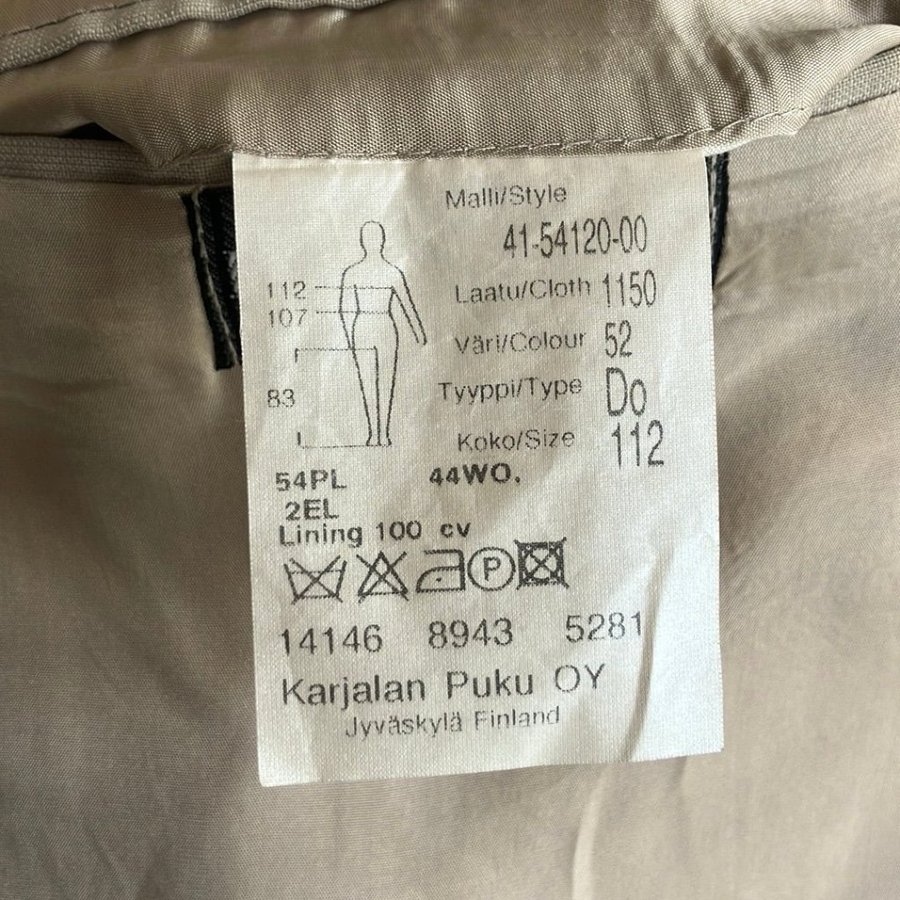 Malli/Style
41-54120-00
Laatu/Cloth 1150
Väri/Colour 52
Tyyppi/Type Do
Koko/Size 112
112
107
83
54PL 44WO.
2EL
Lining 100 cv
P
14146 8943 5281
Karjalan Puku OY
Jyväskylä Finland